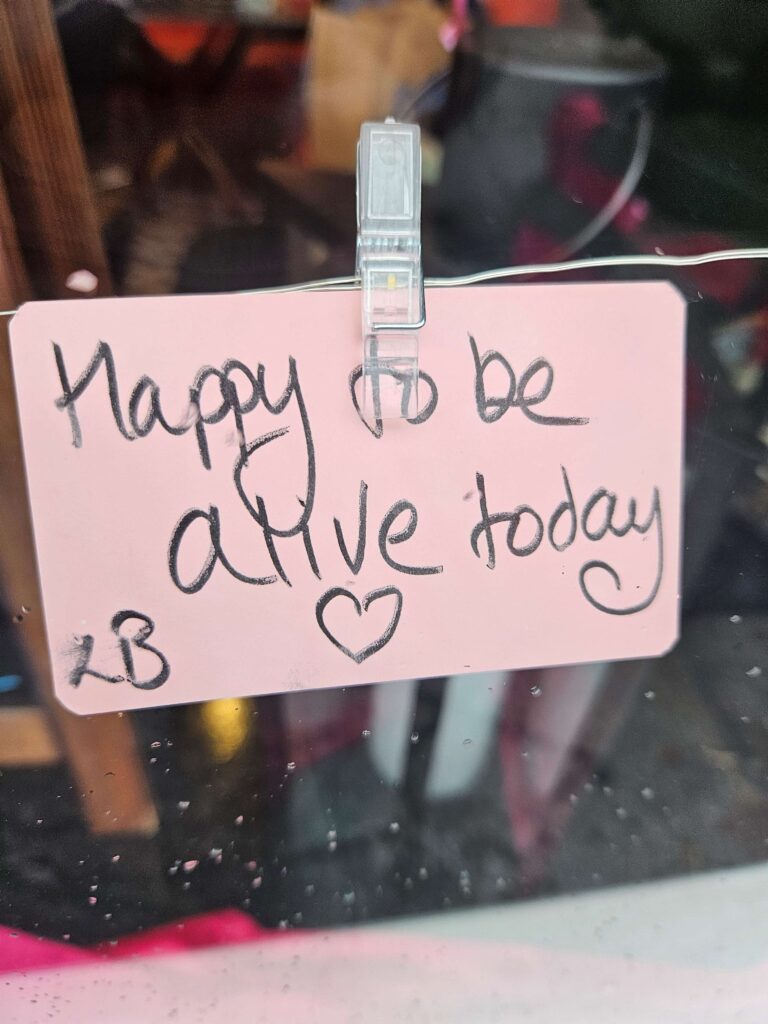 Happy to be
alive today
♡
LB